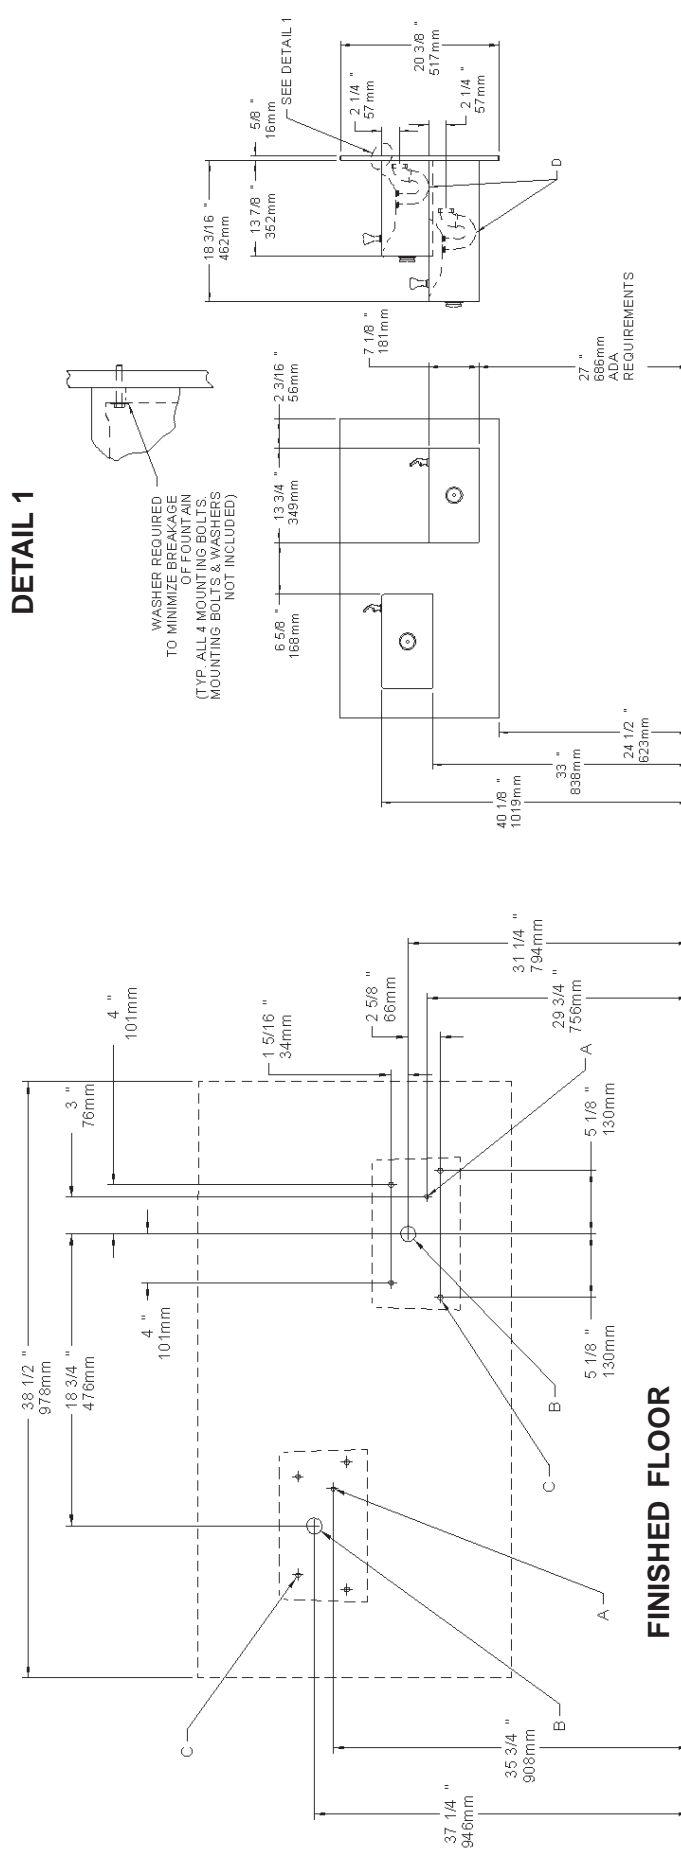 DETAIL 1
WASHER REQUIRED
TO MINIMIZE BREAKAGE
OF FOUNTAIN
(TYP. ALL 4 MOUNTING BOLTS.
MOUNTING BOLTS & WASHERS
NOT INCLUDED)
18 3/16 "
462mm
13 7/8 "
352mm
5/8 "
16mm
SEE DETAIL 1
2 1/4 "
57mm
20 3/8 "
517mm
2 1/4 "
57mm
D
6 5/8 "
168mm
13 3/4 "
349mm
2 3/16 "
56mm
7 1/8 "
181mm
27 "
686mm
ADA
REQUIREMENTS
40 1/8 "
1019mm
33 "
838mm
24 1/2 "
623mm
38 1/2 "
978mm
18 3/4 "
476mm
3 "
76mm
4 "
101mm
4 "
101mm
1 5/16 "
34mm
2 5/8 "
66mm
31 1/4 "
794mm
29 3/4 "
756mm
A
5 1/8 "
130mm
5 1/8 "
130mm
B
C
A
B
C
35 3/4 "
908mm
37 1/4 "
946mm
FINISHED FLOOR